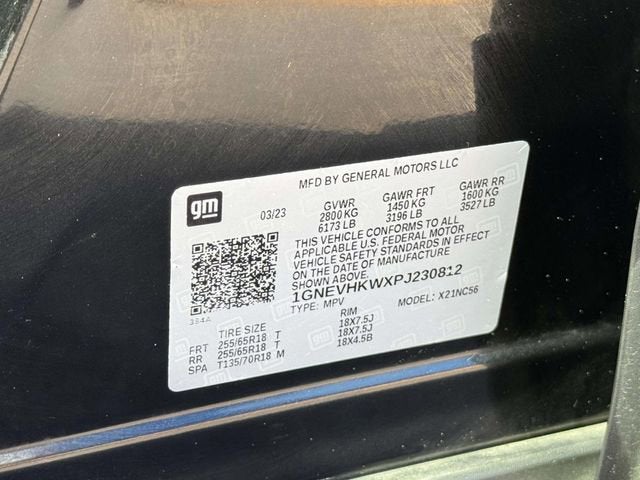 MFD BY GENERAL MOTORS LLC
gm
03/23
GVWR GAWR FRT GAWR RR
2800 KG 1450 KG 1600 KG
6173 LB 3196 LB 3527 LB
THIS VEHICLE CONFORMS TO ALL
APPLICABLE U.S. FEDERAL MOTOR
VEHICLE SAFETY STANDARDS IN EFFECT
ON THE DATE OF MANUFACTURE
SHOWN ABOVE.
1GNEVHKWXPJ230812
TYPE: MPV MODEL: X21NC56
384A
TIRE SIZE RIM
FRT 255/65R18 T 18X7.5J
RR 255/65R18 T 18X7.5J
SPA T135/70R18 M 18X4.5B